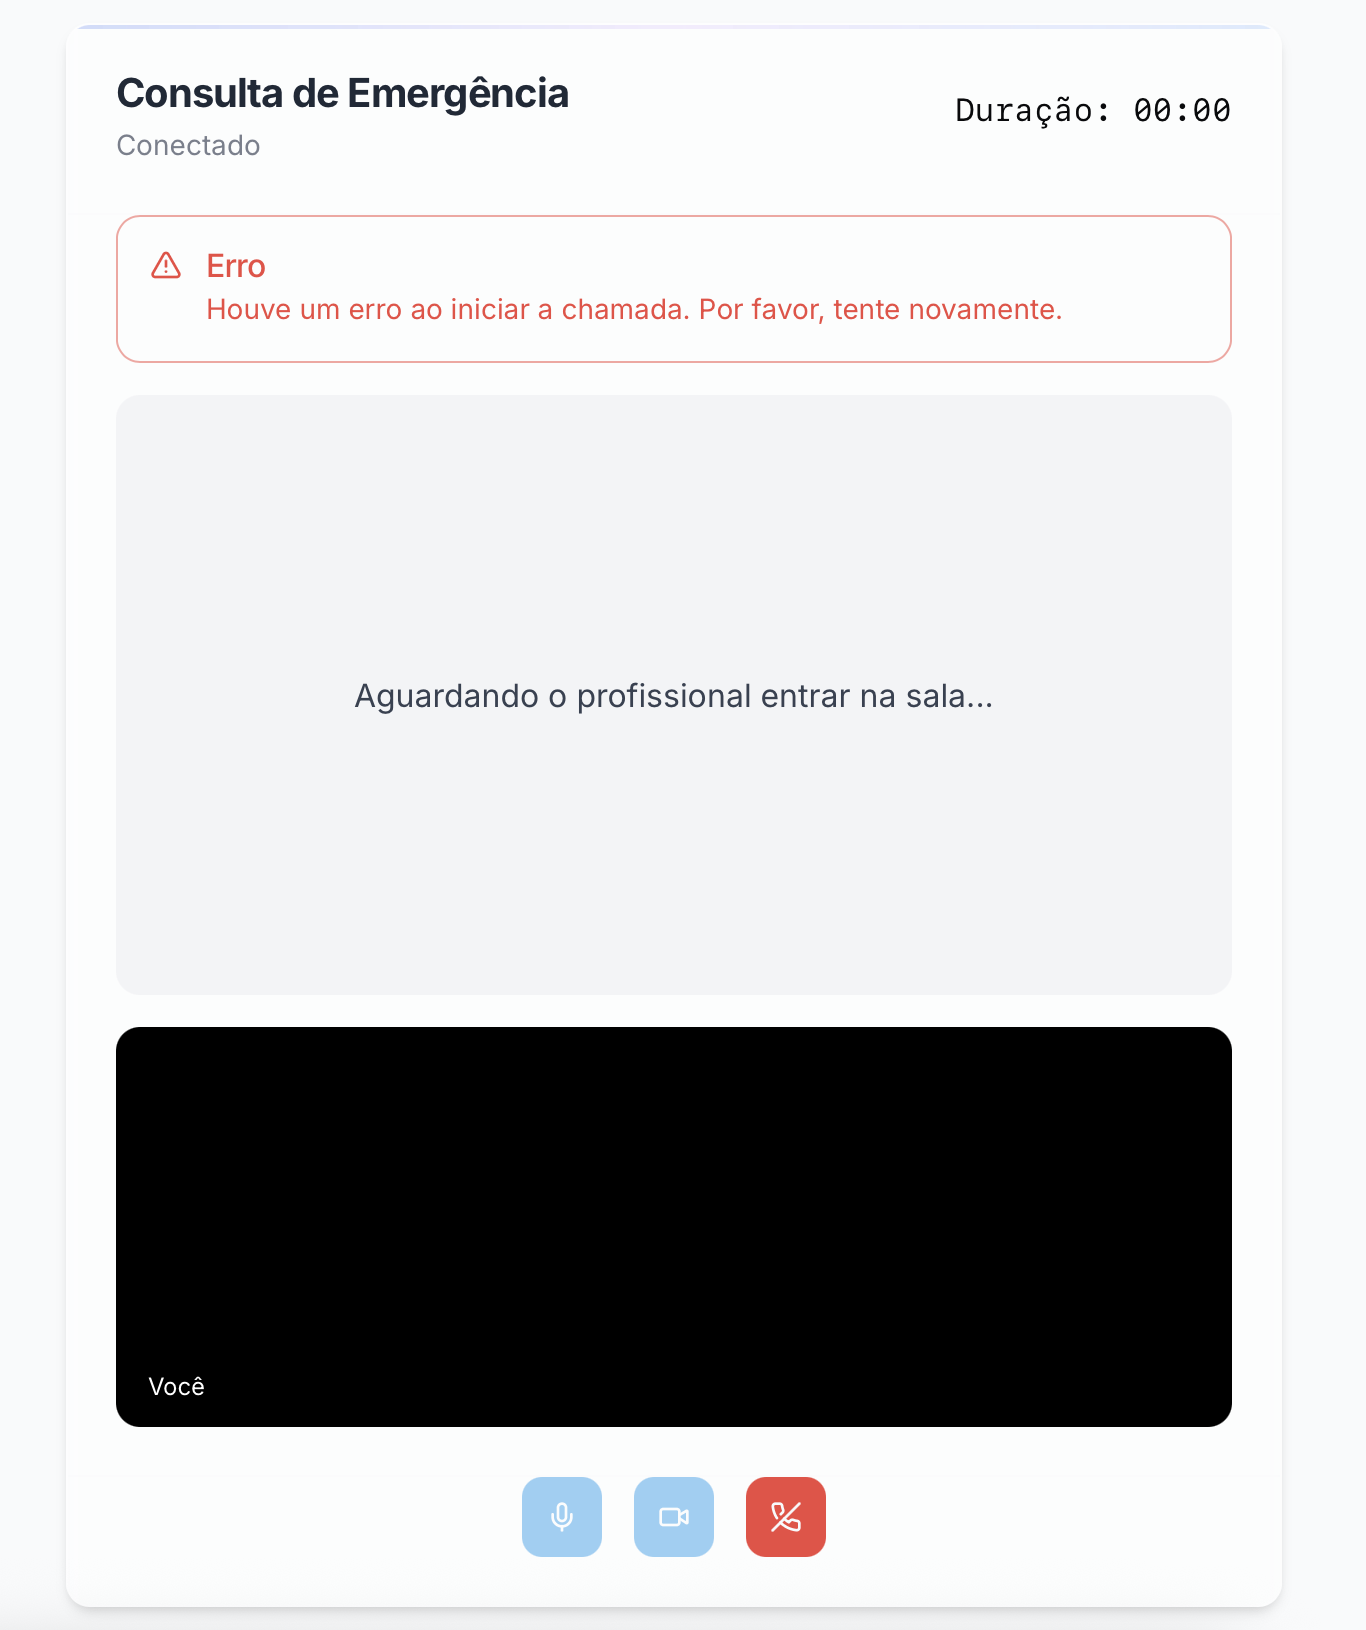 Consulta de Emergência
Conectado
Duração: 00:00
Erro
Houve um erro ao iniciar a chamada. Por favor, tente novamente.
Aguardando o profissional entrar na sala...
Você